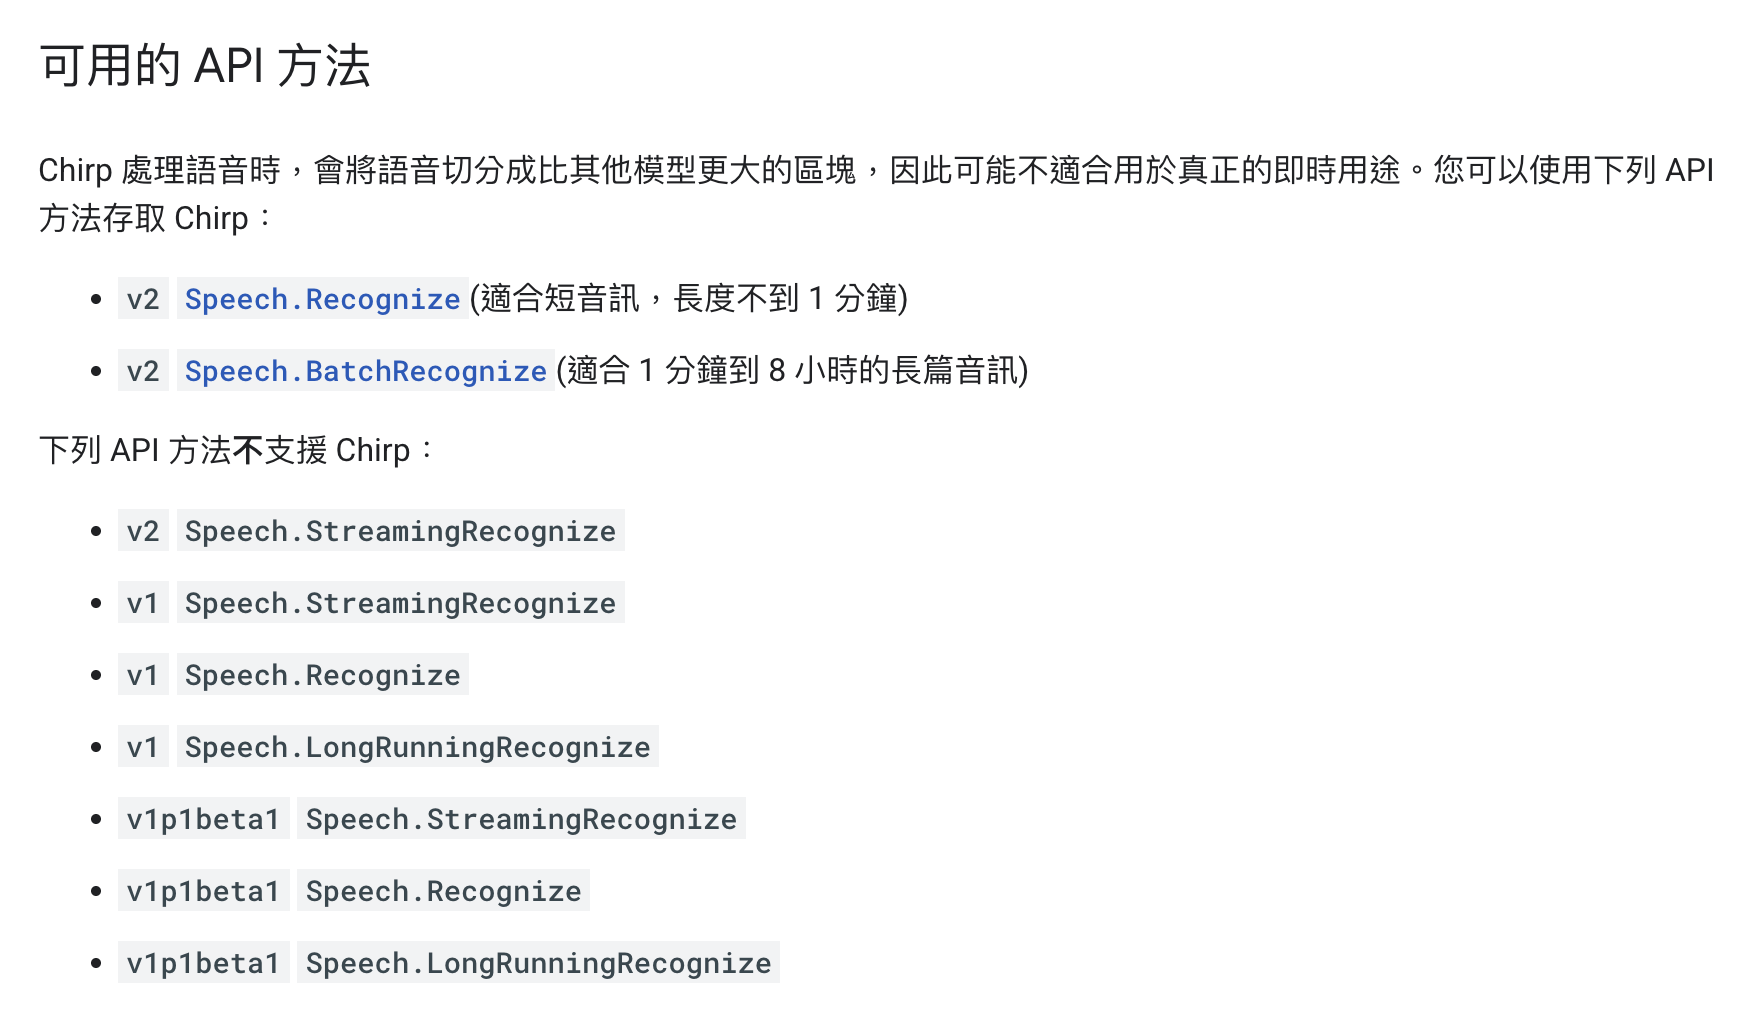 可用的 API 方法
Chirp 處理語音時，會將語音切分成比其他模型更大的區塊，因此可能不適合用於真正的即時用途。您可以使用下列 API
方法存取 Chirp：
• v2 Speech.Recognize (適合短音訊，長度不到 1 分鐘)
• v2 Speech.BatchRecognize (適合 1 分鐘到 8 小時的長篇音訊)
下列 API 方法不支援 Chirp：
• v2 Speech.StreamingRecognize
• v1 Speech.StreamingRecognize
• v1 Speech.Recognize
• v1 Speech.LongRunningRecognize
• v1p1beta1 Speech.StreamingRecognize
• v1p1beta1 Speech.Recognize
• v1p1beta1 Speech.LongRunningRecognize